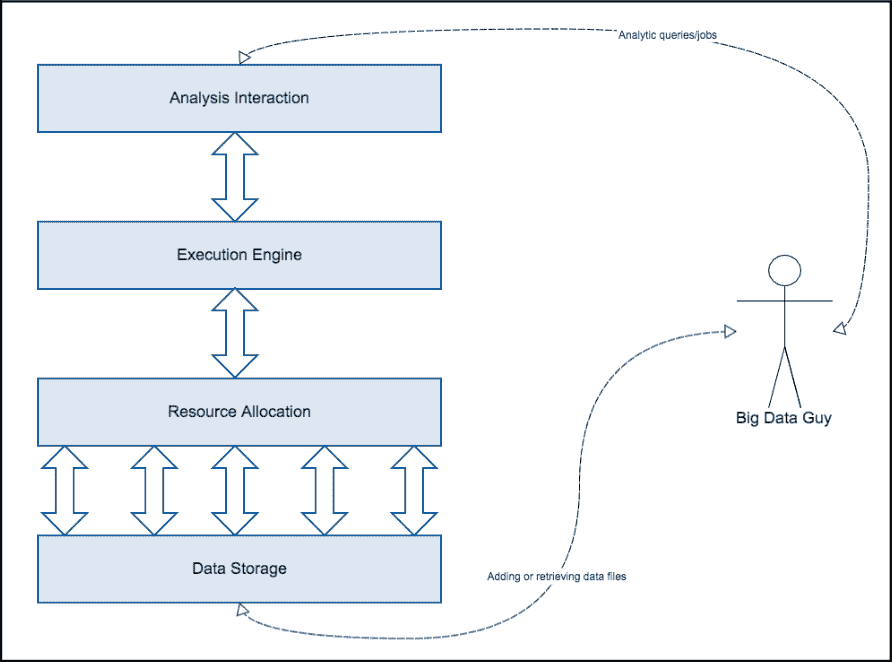 Analytic queries/jobs
Analysis Interaction
Execution Engine
Resource Allocation
Big Data Guy
Data Storage
Adding or retrieving data files